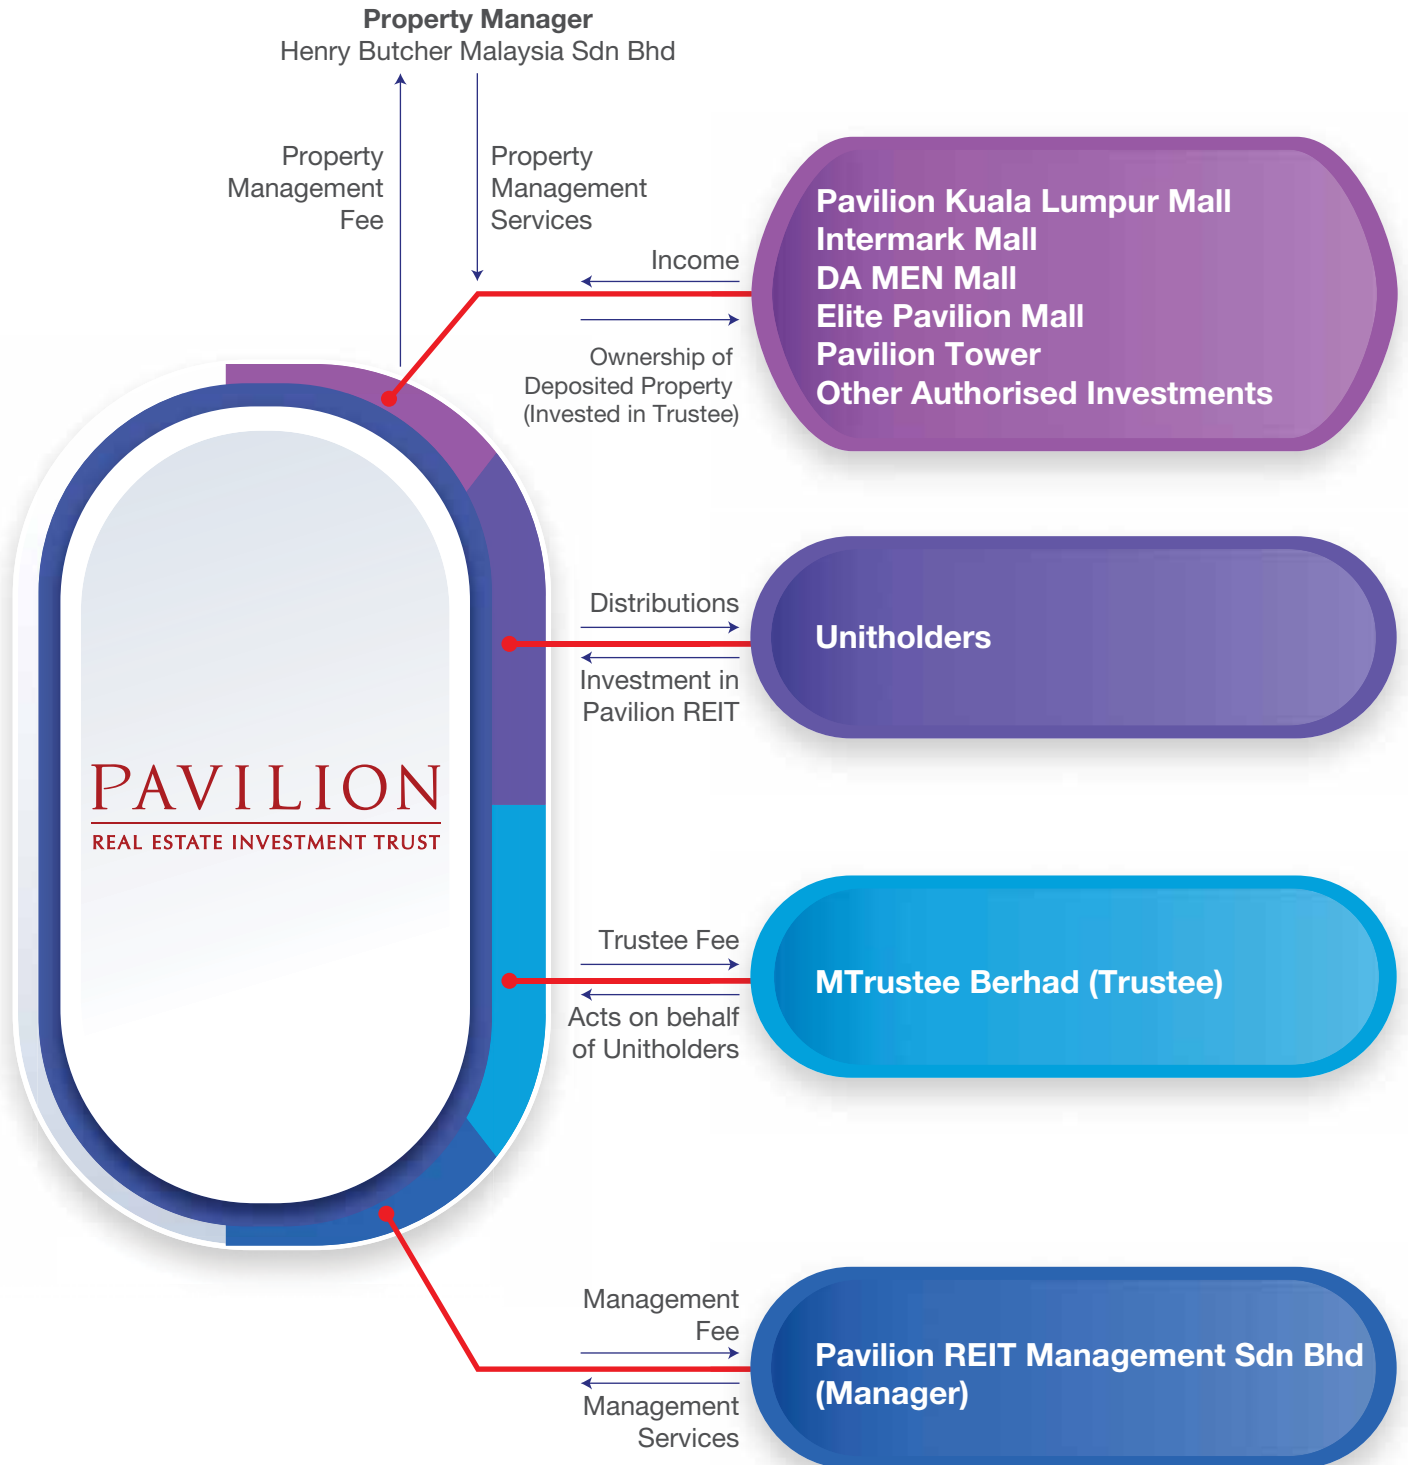 Property Manager
Henry Butcher Malaysia Sdn Bhd
Property
Management
Fee
Property
Management
Services
Income
Ownership of
Deposited Property
(Invested in Trustee)
Pavilion Kuala Lumpur Mall
Intermark Mall
DA MEN Mall
Elite Pavilion Mall
Pavilion Tower
Other Authorised Investments
Distributions
Investment in
Pavilion REIT
Unitholders
PAVILION
REAL ESTATE INVESTMENT TRUST
Trustee Fee
Acts on behalf
of Unitholders
MTrustee Berhad (Trustee)
Management
Fee
Management
Services
Pavilion REIT Management Sdn Bhd
(Manager)